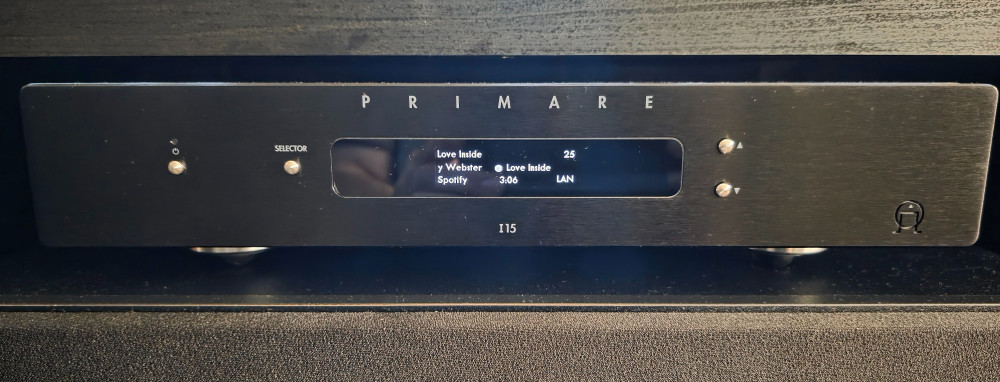 PRIMARE
SELECTOR
Love Inside 25
y Webster ● Love Inside
Spotify 3:06 LAN
I15